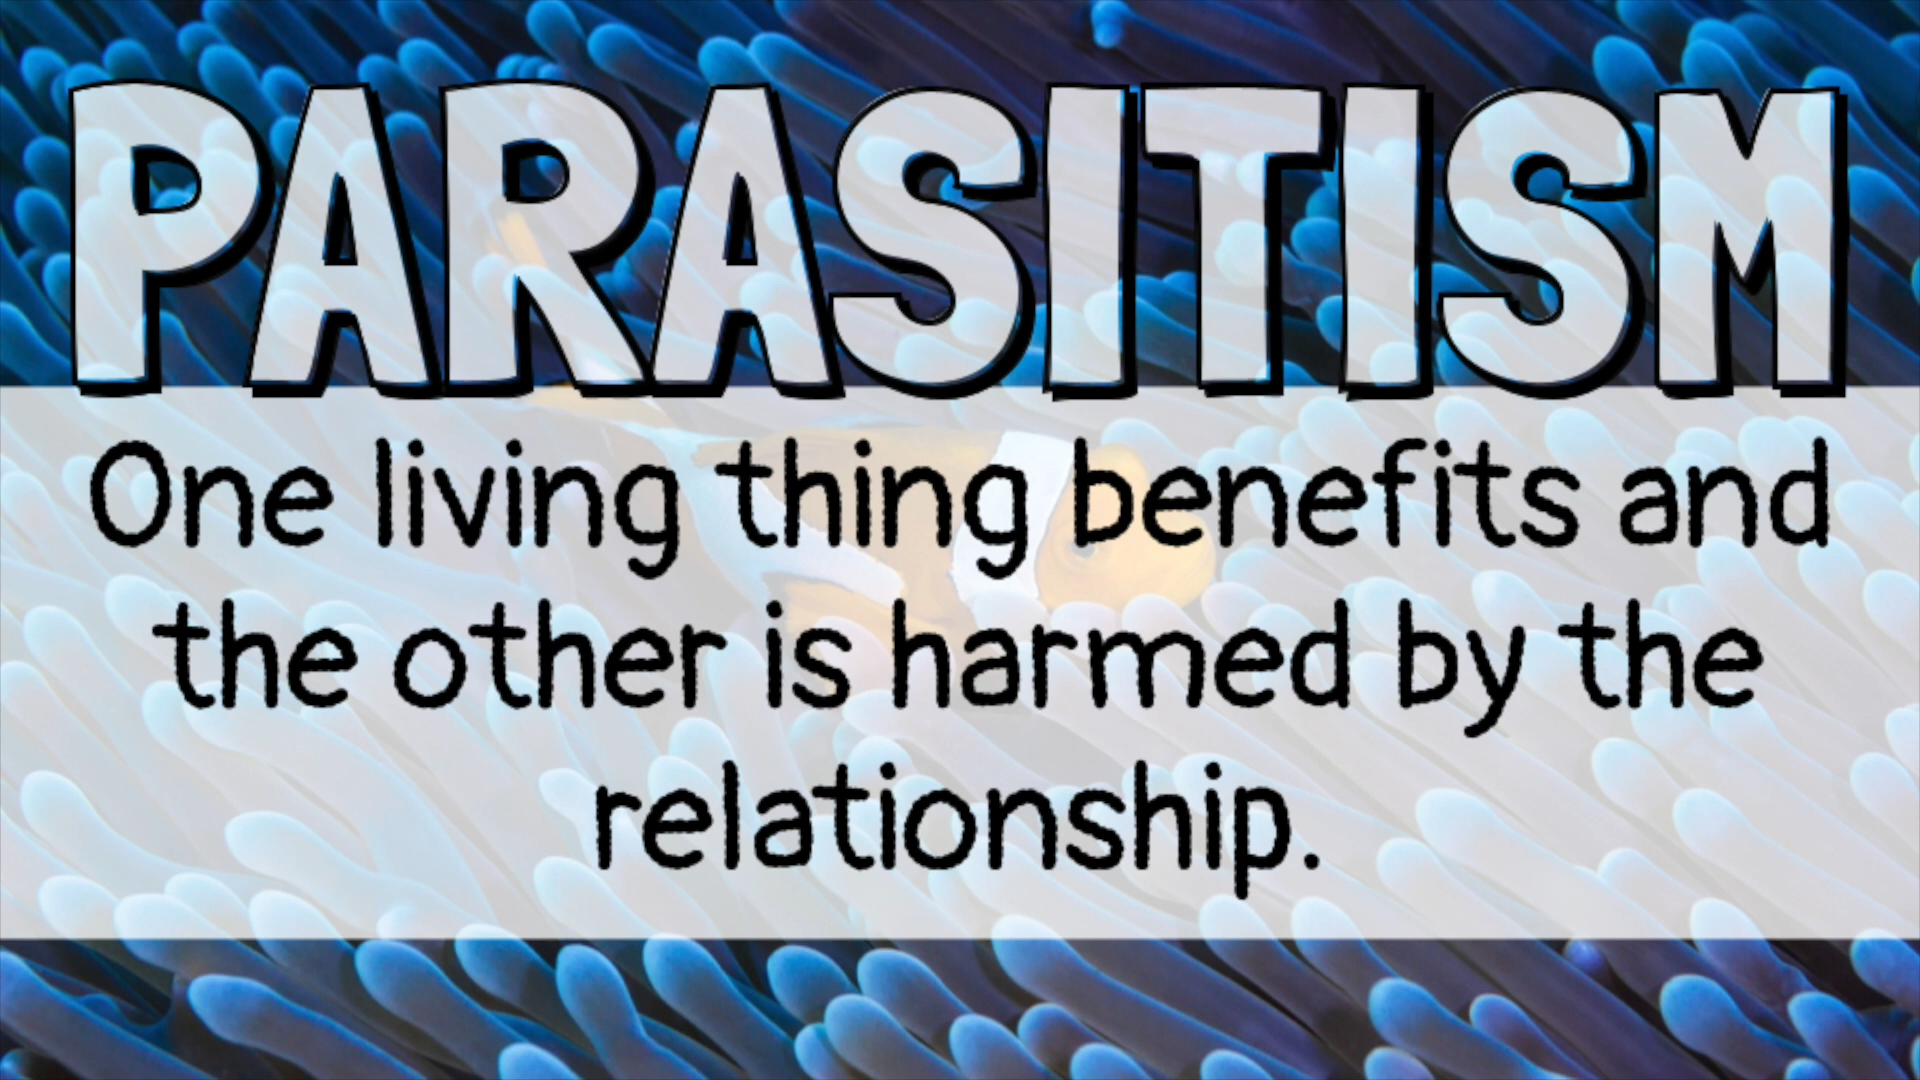 PARASITISM
One living thing benefits and
the other is harmed by the
relationship.